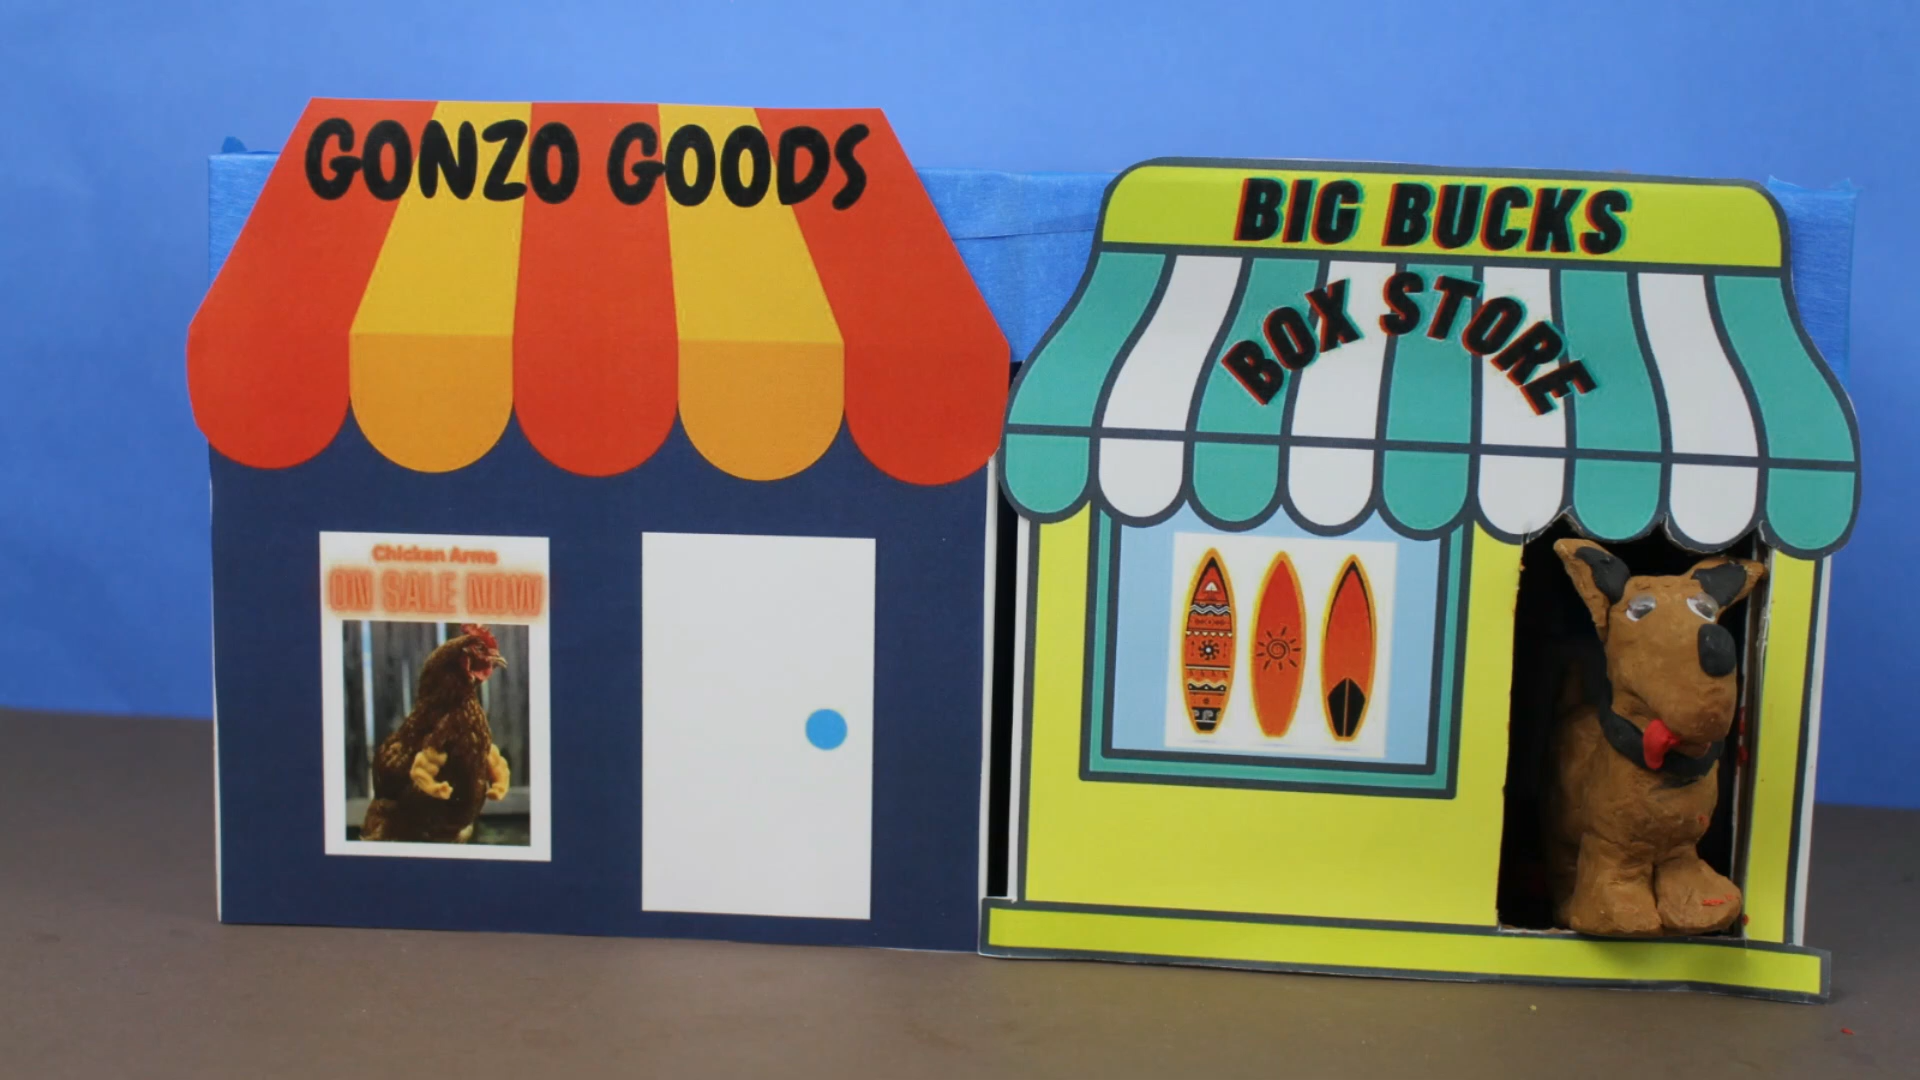 GONZO GOODS
Chicken Arms
ON SALE NOW
BIG BUCKS
BOX STORE